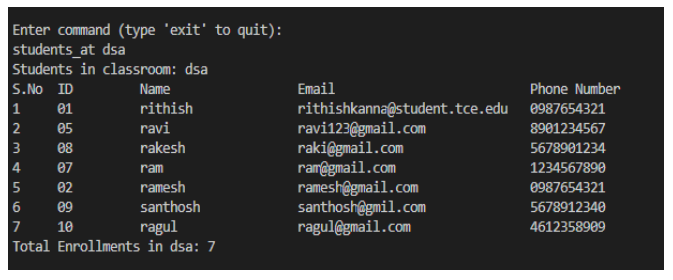 Enter command (type 'exit' to quit):
students_at dsa
Students in classroom: dsa
S.No ID Name Email Phone Number
1 01 rithish rithishkanna@student.tce.edu 0987654321
2 05 ravi ravi123@gmail.com 8901234567
3 08 rakesh raki@gmail.com 5678901234
4 07 ram ram@gmail.com 1234567890
5 02 ramesh ramesh@gmail.com 0987654321
6 09 santhosh santhosh@gmil.com 5678912340
7 10 ragul ragul@gmail.com 4612358909
Total Enrollments in dsa: 7